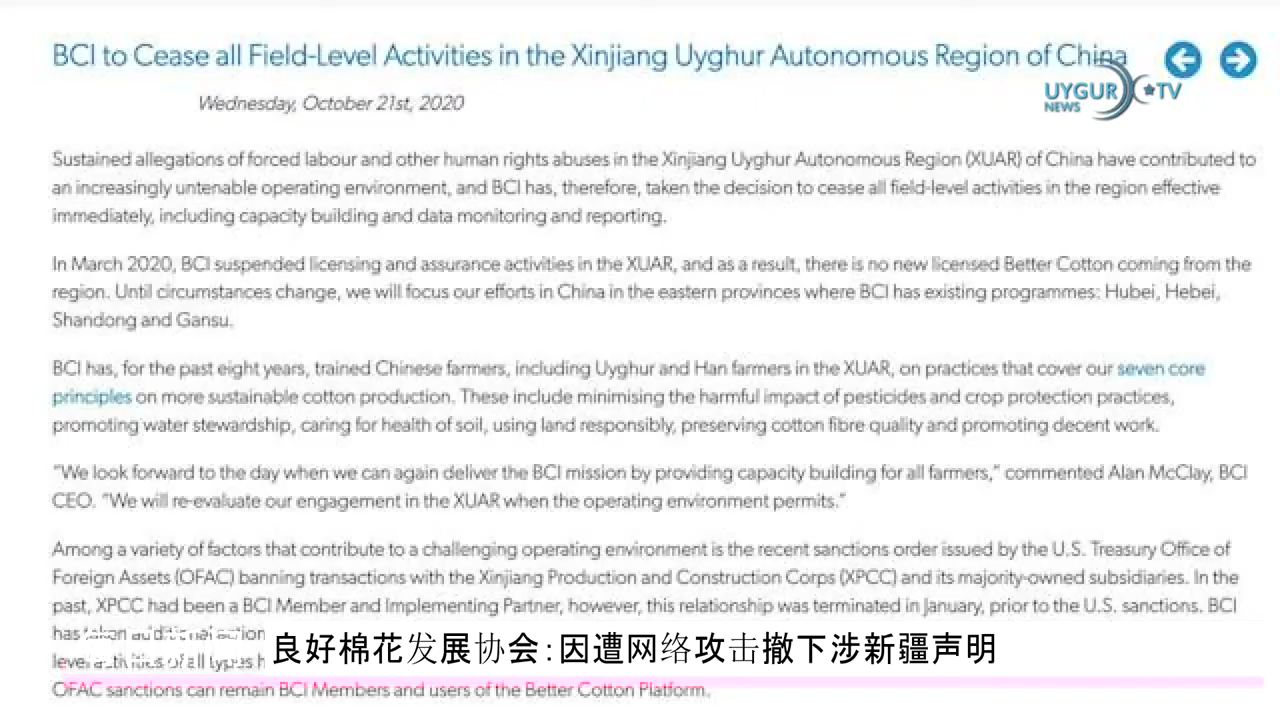 BCI to Cease all Field-Level Activities in the Xinjiang Uyghur Autonomous Region of China
UYGUR TV
NEWS
Wednesday, October 21st, 2020
Sustained allegations of forced labour and other human rights abuses in the Xinjiang Uyghur Autonomous Region (XUAR) of China have contributed to
an increasingly untenable operating environment, and BCI has, therefore, taken the decision to cease all field-level activities in the region effective
immediately, including capacity building and data monitoring and reporting.
In March 2020, BCI suspended licensing and assurance activities in the XUAR, and as a result, there is no new licensed Better Cotton coming from the
region. Until circumstances change, we will focus our efforts in China in the eastern provinces where BCI has existing programmes: Hubei, Hebei,
Shandong and Gansu.
BCI has, for the past eight years, trained Chinese farmers, including Uyghur and Han farmers in the XUAR, on practices that cover our seven core
principles on more sustainable cotton production. These include minimising the harmful impact of pesticides and crop protection practices,
promoting water stewardship, caring for health of soil, using land responsibly, preserving cotton fibre quality and promoting decent work.
“We look forward to the day when we can again deliver the BCI mission by providing capacity building for all farmers,” commented Alan McClay, BCI
CEO. “We will re-evaluate our engagement in the XUAR when the operating environment permits.”
Among a variety of factors that contribute to a challenging operating environment is the recent sanctions order issued by the U.S. Treasury Office of
Foreign Assets (OFAC) banning transactions with the Xinjiang Production and Construction Corps (XPCC) and its majority-owned subsidiaries. In the
past, XPCC had been a BCI Member and Implementing Partner, however, this relationship was terminated in January, prior to the U.S. sanctions. BCI
has taken additional
level activities of all types
良好棉花发展协会:因遭网络攻击撤下涉新疆声明
OFAC sanctions can remain BCI Members and users of the Better Cotton Platform.